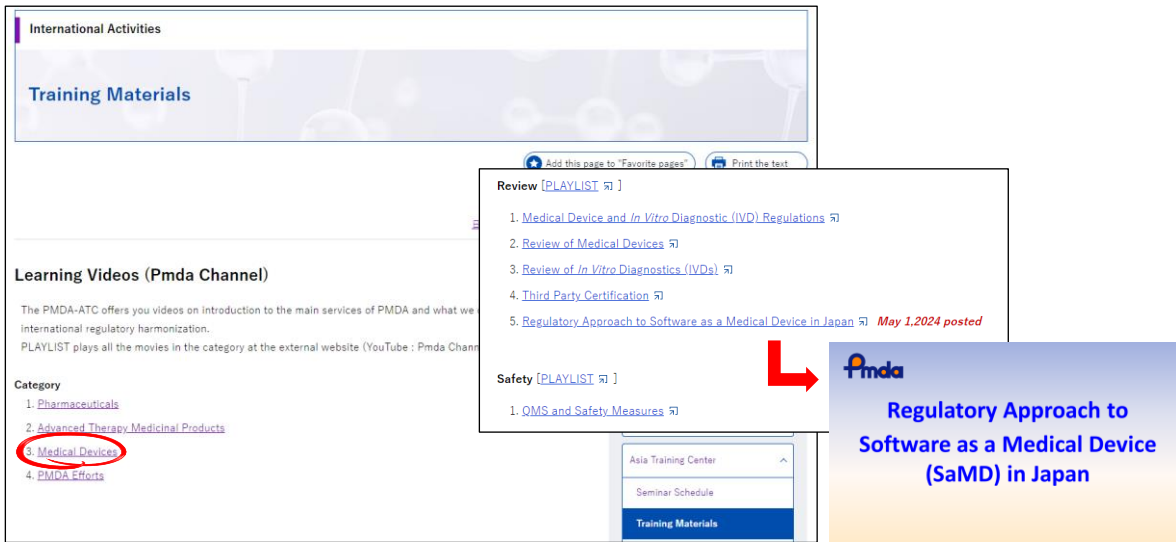 International Activities
Training Materials
Add this page to "Favorite pages"
Print the text
Learning Videos (Pmda Channel)
The PMDA-ATC offers you videos on introduction to the main services of PMDA and what we
international regulatory harmonization.
PLAYLIST plays all the movies in the category at the external website (YouTube : Pmda
Category
1. Pharmaceuticals
2. Advanced Therapy Medicinal Products
3. Medical Devices
4. PMDA Efforts
Review [PLAYLIST ]
1. Medical Device and In Vitro Diagnostic (IVD) Regulations
2. Review of Medical Devices
3. Review of In Vitro Diagnostics (IVDs)
4. Third Party Certification
5. Regulatory Approach to Software as a Medical Device in Japan May 1,2024 posted
Safety [PLAYLIST ]
1. QMS and Safety Measures
Asia Training Center
Seminar Schedule
Training Materials
Pmda
Regulatory Approach to
Software as a Medical Device
(SaMD) in Japan